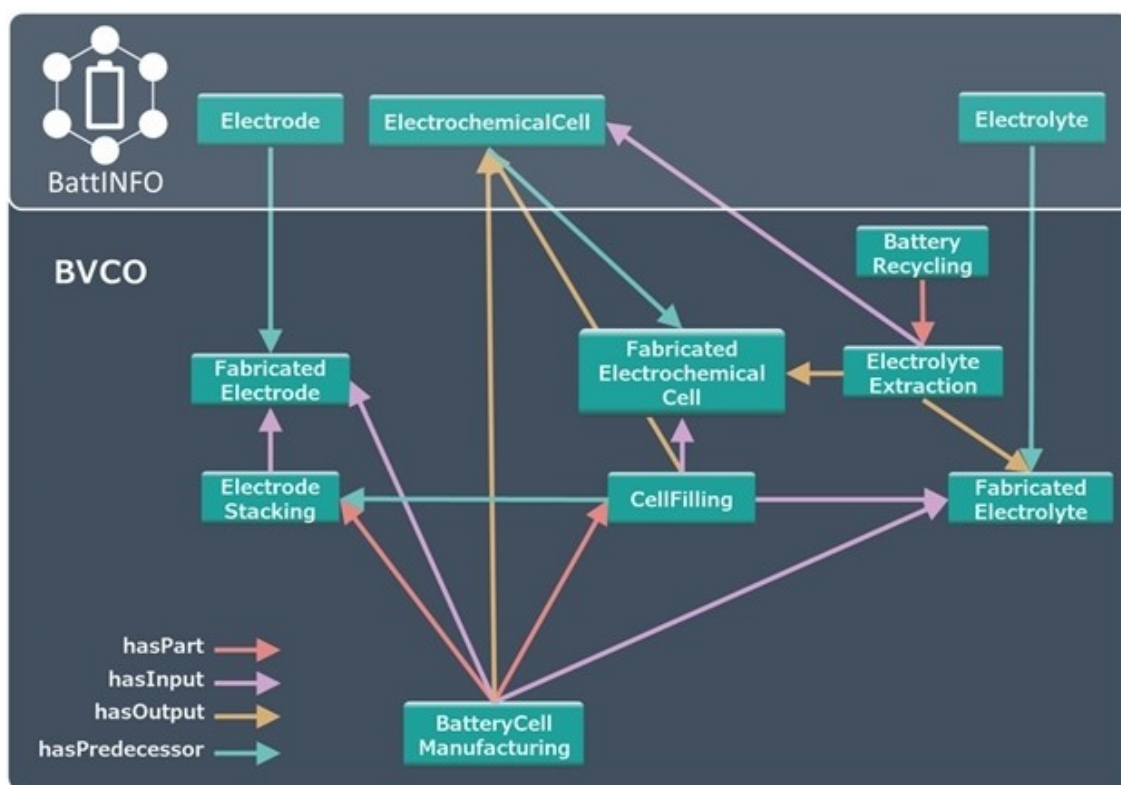 Electrode
ElectrochemicalCell
Electrolyte
BattINFO
Battery
Recycling
BVCO
Fabricated
Electrode
Fabricated
Electrochemical
Cell
Electrolyte
Extraction
Electrode
Stacking
CellFilling
Fabricated
Electrolyte
hasPart
hasInput
hasOutput
hasPredecessor
BatteryCell
Manufacturing